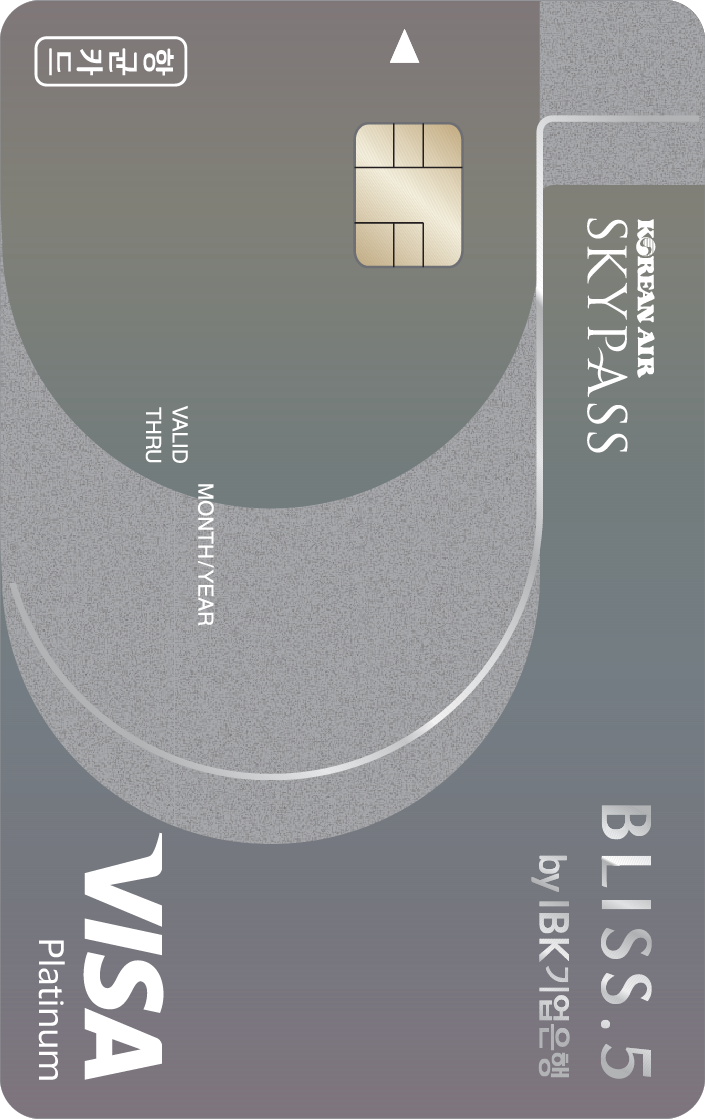 KOREAN AIR
SKYPASS
BLISS.5
by IBK기업은행
MONTH/YEAR
VALID
THRU
항균카드
VISA
Platinum